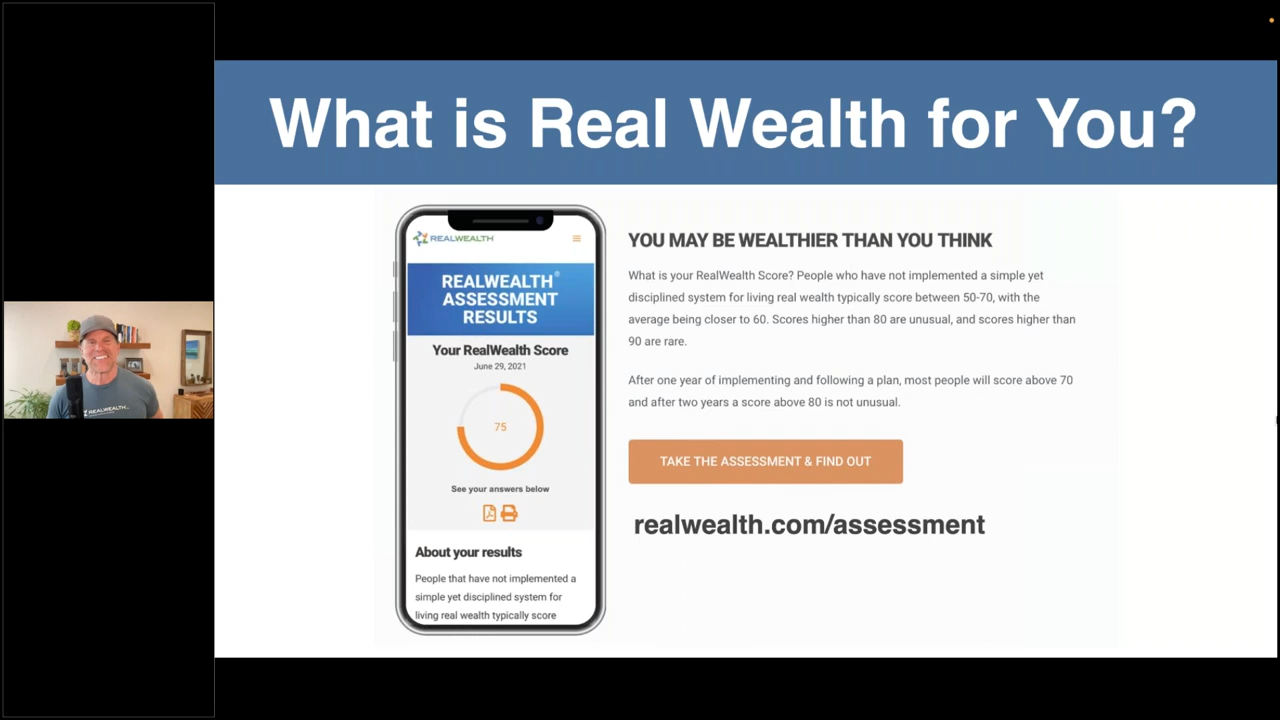 What is Real Wealth for You?
REALWEALTH
REALWEALTH®
ASSESSMENT
RESULTS
Your RealWealth Score
June 29, 2021
75
See your answers below
About your results
People that have not implemented a
simple yet disciplined system for
living real wealth typically score
YOU MAY BE WEALTHIER THAN YOU THINK
What is your RealWealth Score? People who have not implemented a simple yet
disciplined system for living real wealth typically score between 50-70, with the
average being closer to 60. Scores higher than 80 are unusual, and scores higher than
90 are rare.
After one year of implementing and following a plan, most people will score above 70
and after two years a score above 80 is not unusual.
TAKE THE ASSESSMENT & FIND OUT
realwealth.com/assessment
REALWEALTH